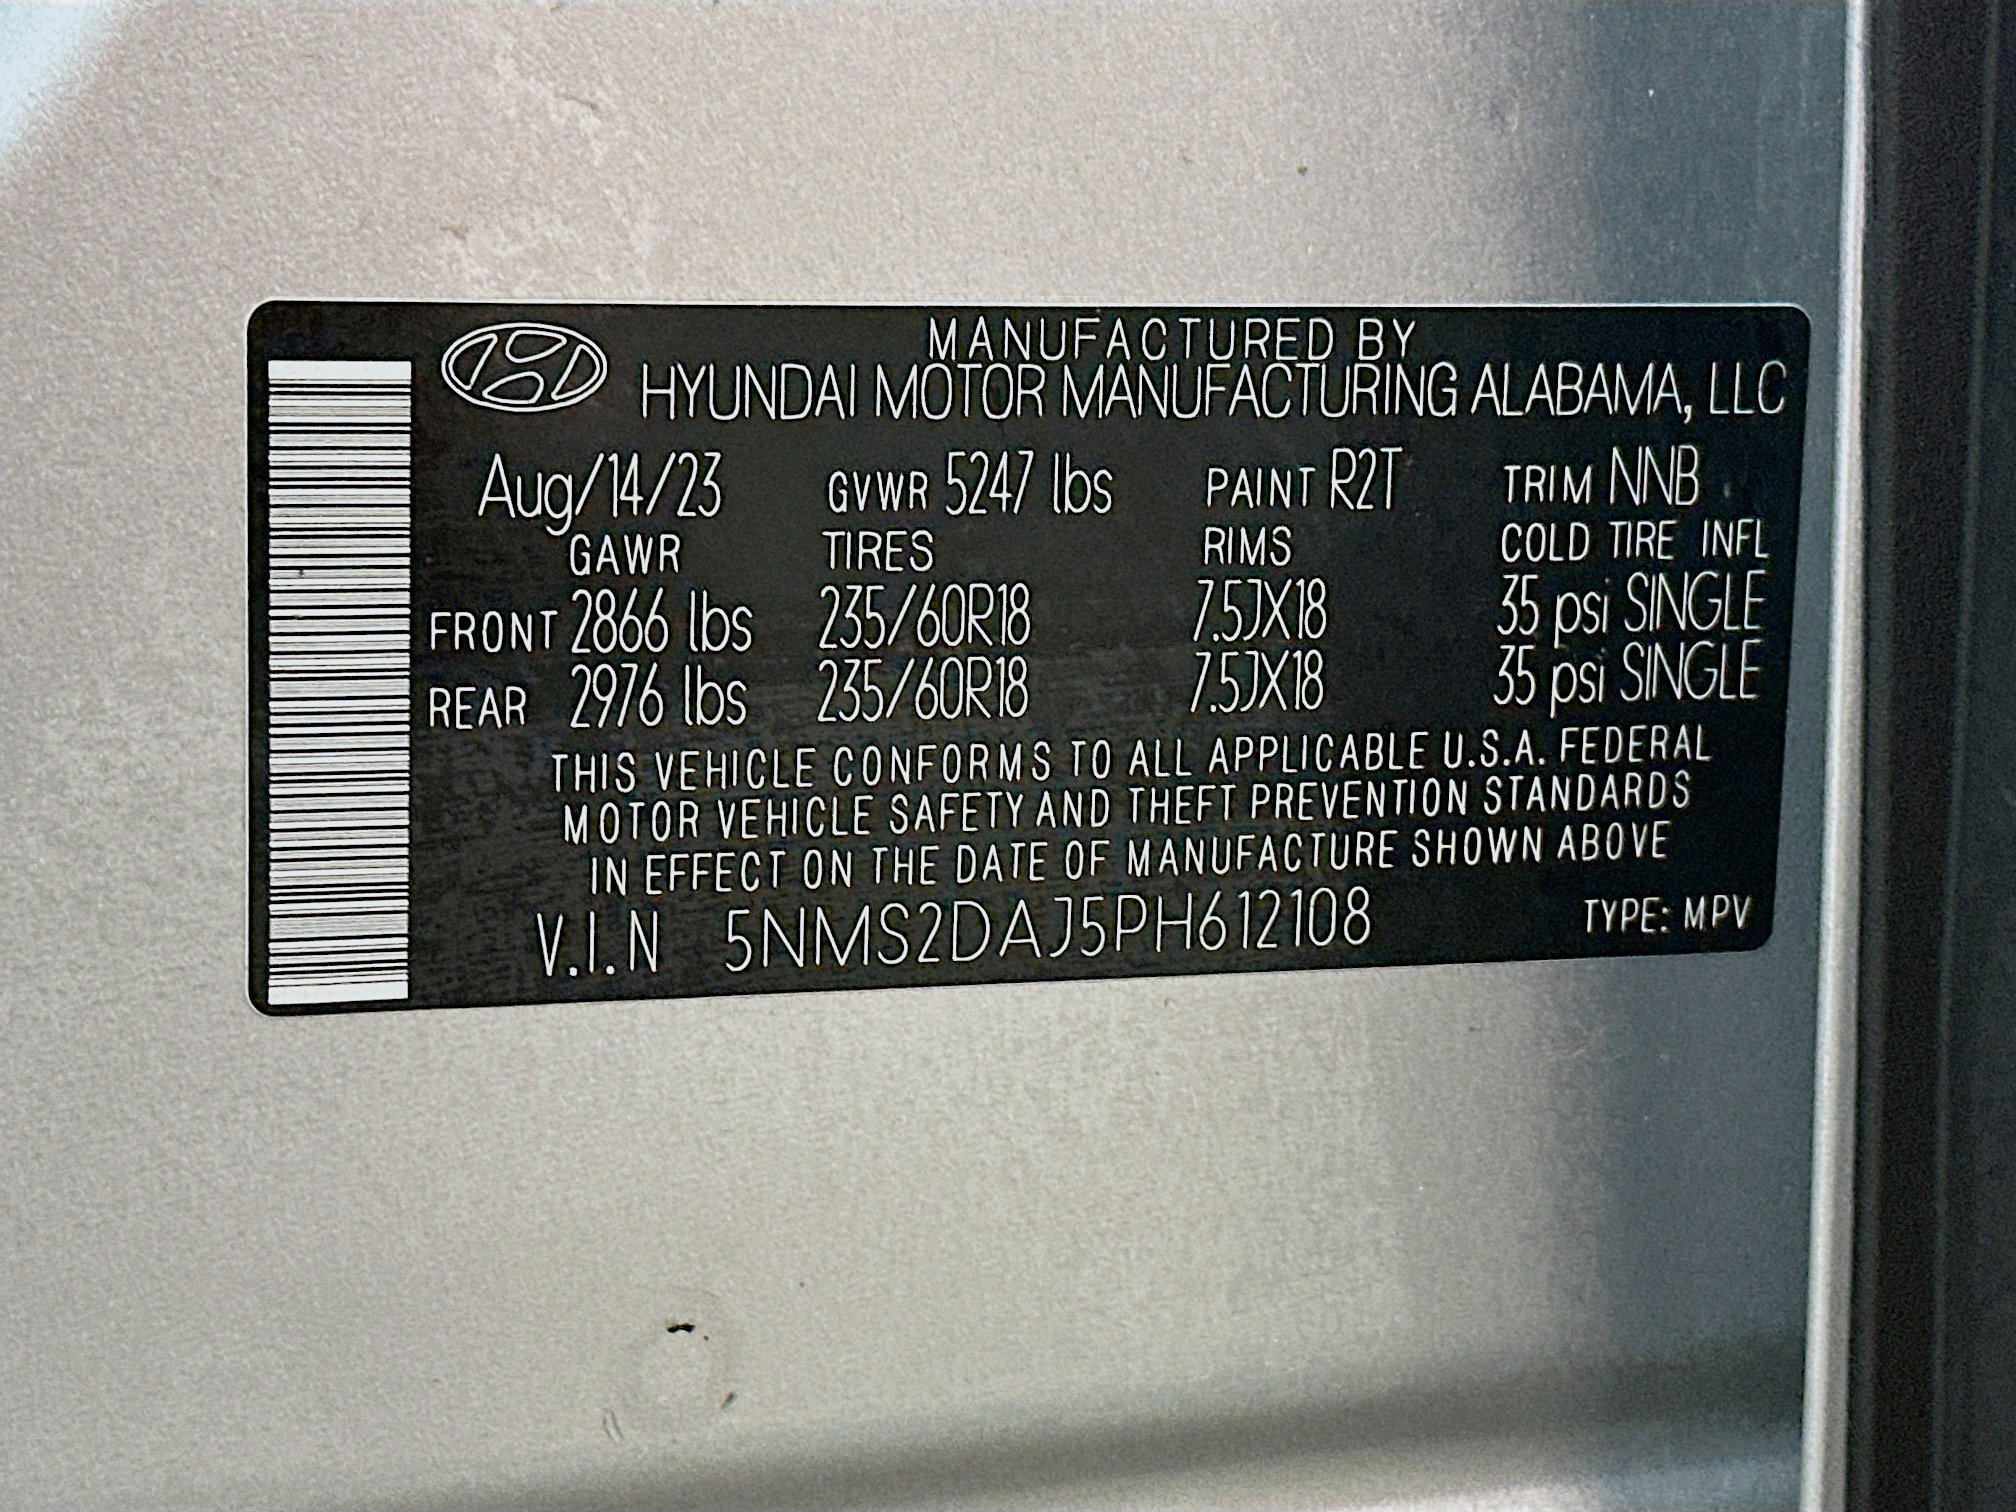 MANUFACTURED BY
HYUNDAI MOTOR MANUFACTURING ALABAMA, LLC
Aug/14/23 GVWR 5247 lbs PAINT R2T TRIM NNB
GAWR TIRES RIMS COLD TIRE INFL
FRONT 2866 lbs 235/60R18 7.5JX18 35 psi SINGLE
REAR 2976 lbs 235/60R18 7.5JX18 35 psi SINGLE
THIS VEHICLE CONFORMS TO ALL APPLICABLE U.S.A. FEDERAL
MOTOR VEHICLE SAFETY AND THEFT PREVENTION STANDARDS
IN EFFECT ON THE DATE OF MANUFACTURE SHOWN ABOVE
V.I.N 5NMS2DAJ5PH612108 TYPE: MPV